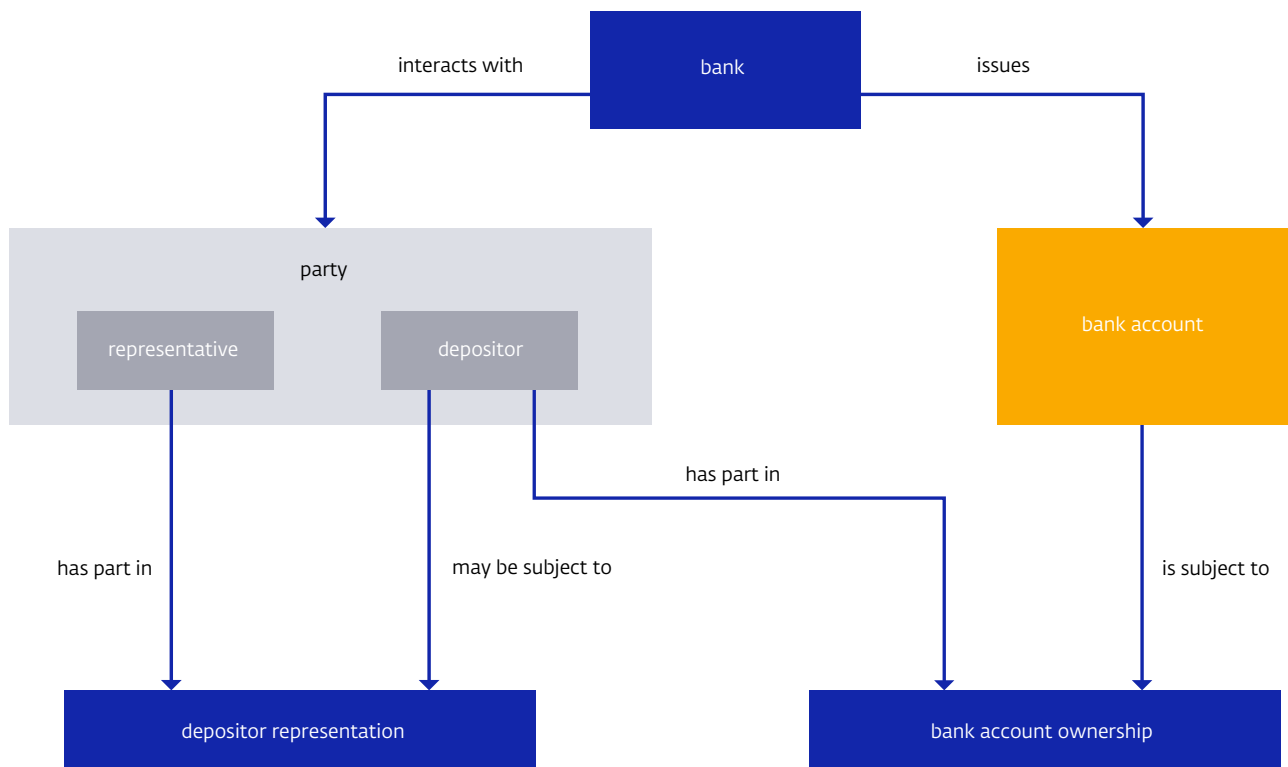 interacts with
bank
issues
party
bank account
representative
depositor
has part in
has part in
may be subject to
is subject to
depositor representation
bank account ownership